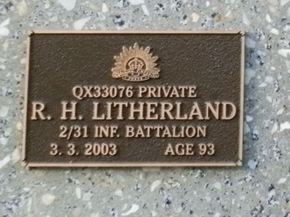 QX33076 PRIVATE
R. H. LITHERLAND
2/31 INF. BATTALION
3. 3. 2003 AGE 93